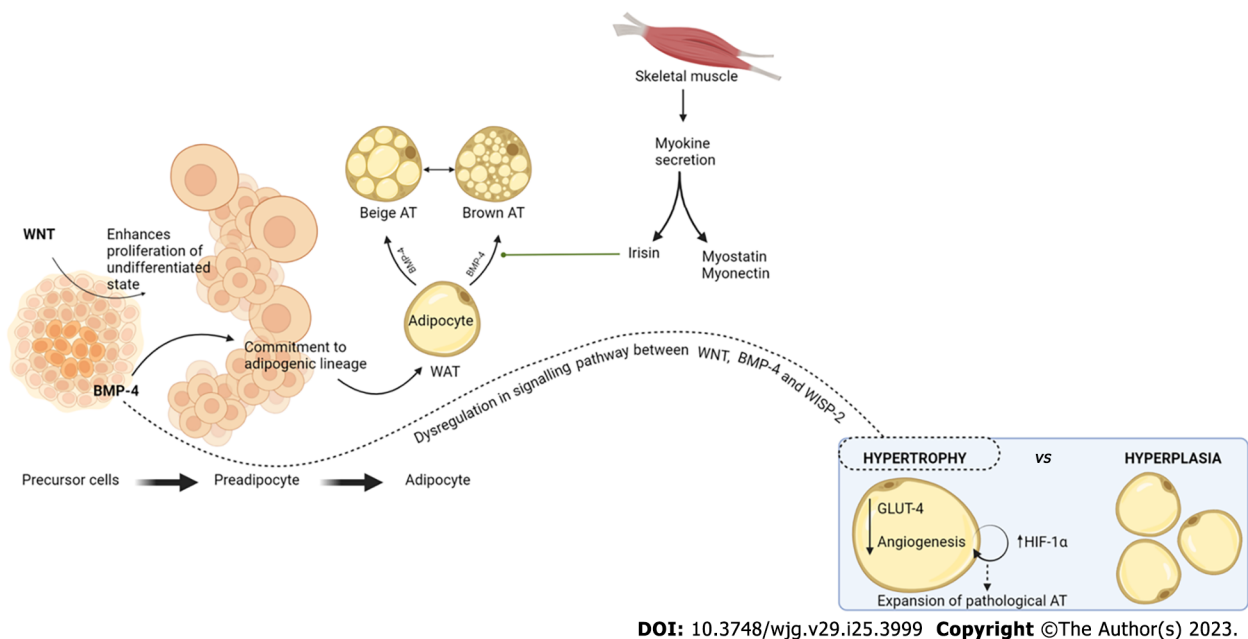 Skeletal muscle
Myokine
secretion
Irisin
Myostatin
Myonectin
Beige AT
Brown AT
BMP-4
BMP-4
Adipocyte
WAT
WNT
Enhances
proliferation of
undifferentiated
state
Commitment to
adipogenic lineage
BMP-4
Dysregulation in signalling pathway between WNT, BMP-4 and WISP-2
Precursor cells
Preadipocyte
Adipocyte
HYPERTROPHY
vs
HYPERPLASIA
GLUT-4
Angiogenesis
↑HIF-1α
Expansion of pathological AT
DOI: 10.3748/wjg.v29.i25.3999 Copyright ©The Author(s) 2023.